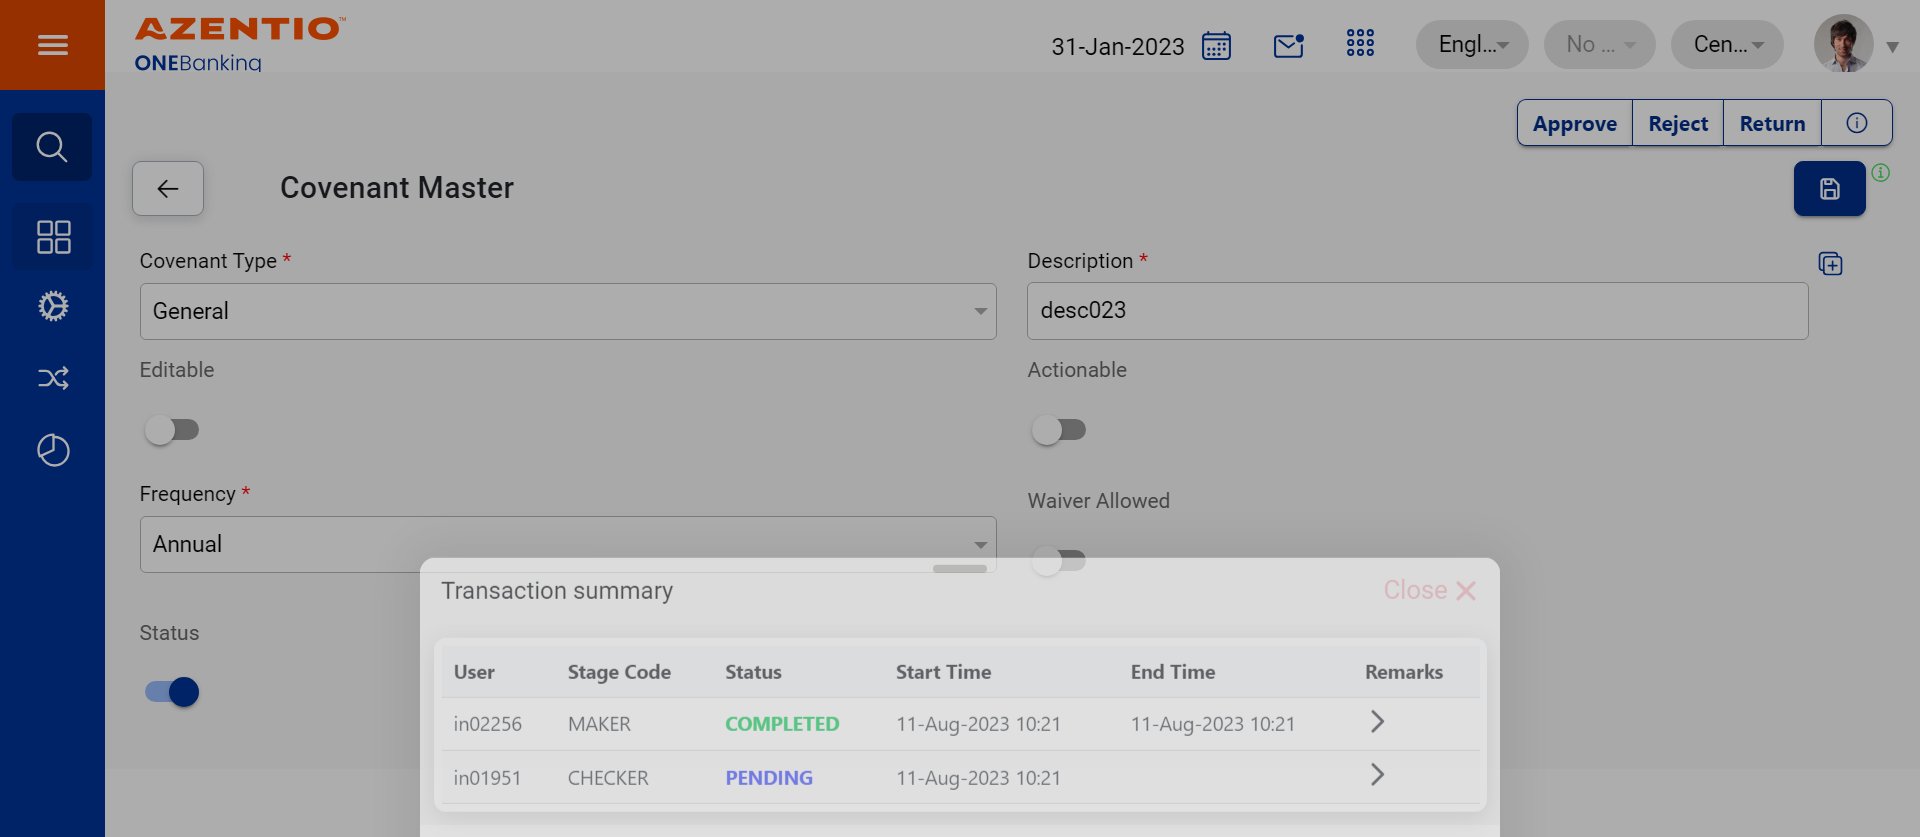 AZENTIO™
ONEBanking
31-Jan-2023
Engl...
No ...
Cen...
Approve
Reject
Return
Covenant Master
Covenant Type *
Description *
General
desc023
Editable
Actionable
Frequency *
Waiver Allowed
Annual
Transaction summary
Close
Status
User Stage Code Status Start Time End Time Remarks
in02256 MAKER COMPLETED 11-Aug-2023 10:21 11-Aug-2023 10:21
in01951 CHECKER PENDING 11-Aug-2023 10:21